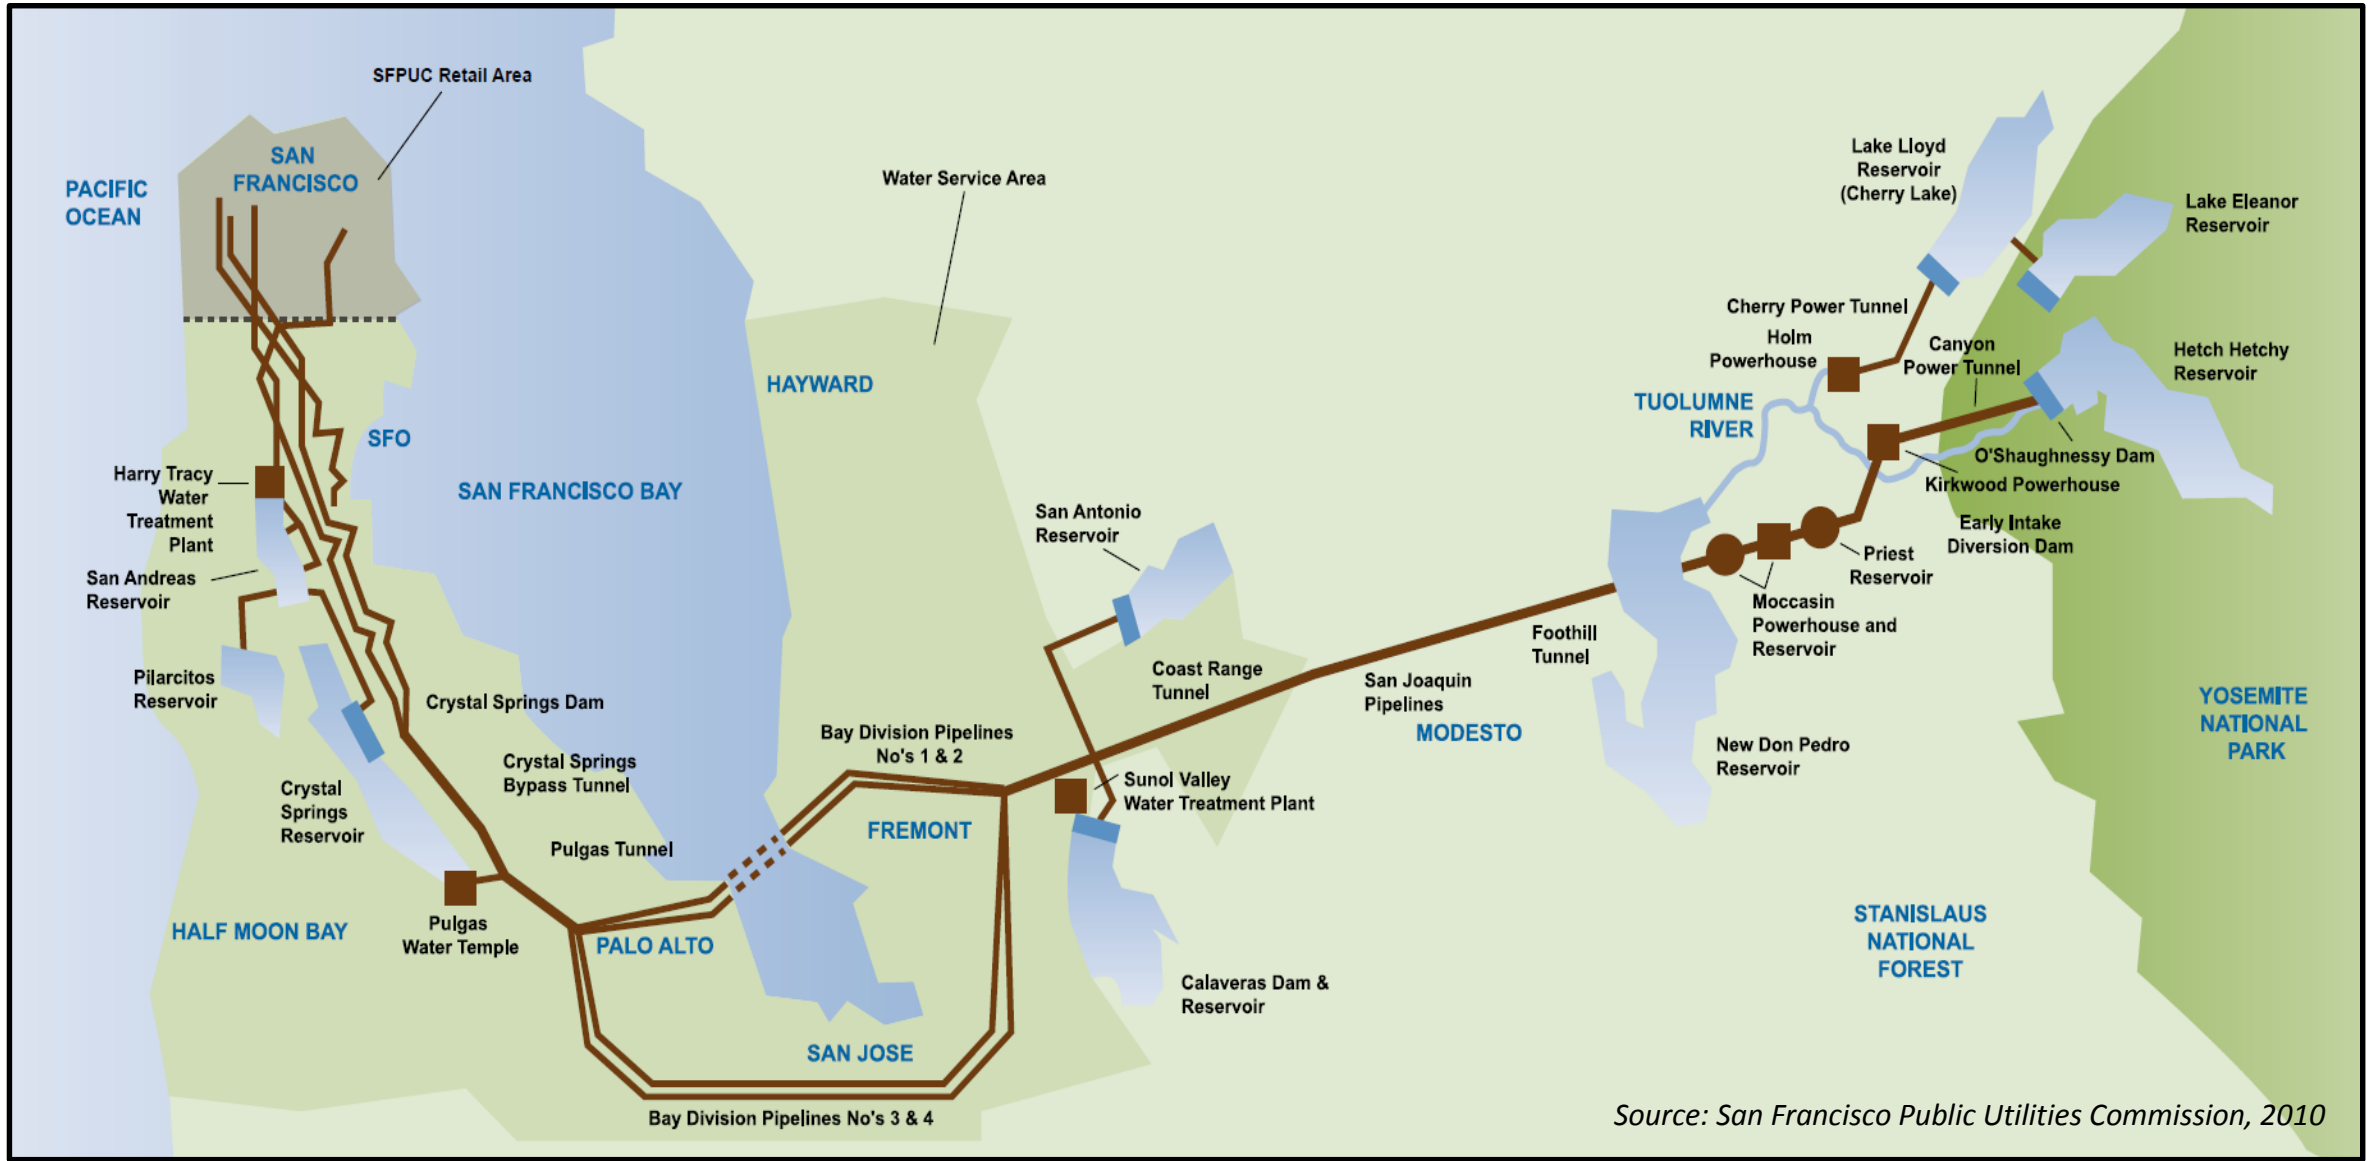 SFPUC Retail Area
SAN
FRANCISCO
PACIFIC
OCEAN
Water Service Area
Lake Lloyd
Reservoir
(Cherry Lake)
Lake Eleanor
Reservoir
Cherry Power Tunnel
Holm
Powerhouse
Canyon
Power Tunnel
Hetch Hetchy
Reservoir
HAYWARD
TUOLUMNE
RIVER
SFO
O'Shaughnessy Dam
Kirkwood Powerhouse
Harry Tracy
Water
Treatment
Plant
SAN FRANCISCO BAY
San Antonio
Reservoir
Early Intake
Diversion Dam
Priest
Reservoir
San Andreas
Reservoir
Moccasin
Powerhouse and
Reservoir
Foothill
Tunnel
Pilarcitos
Reservoir
Crystal Springs Dam
Coast Range
Tunnel
San Joaquin
Pipelines
MODESTO
YOSEMITE
NATIONAL
PARK
Bay Division Pipelines
No's 1 & 2
New Don Pedro
Reservoir
Crystal Springs
Bypass Tunnel
Sunol Valley
Water Treatment Plant
Crystal
Springs
Reservoir
FREMONT
Pulgas Tunnel
HALF MOON BAY
Pulgas
Water Temple
PALO ALTO
STANISLAUS
NATIONAL
FOREST
Calaveras Dam &
Reservoir
SAN JOSE
Bay Division Pipelines No's 3 & 4
Source: San Francisco Public Utilities Commission, 2010